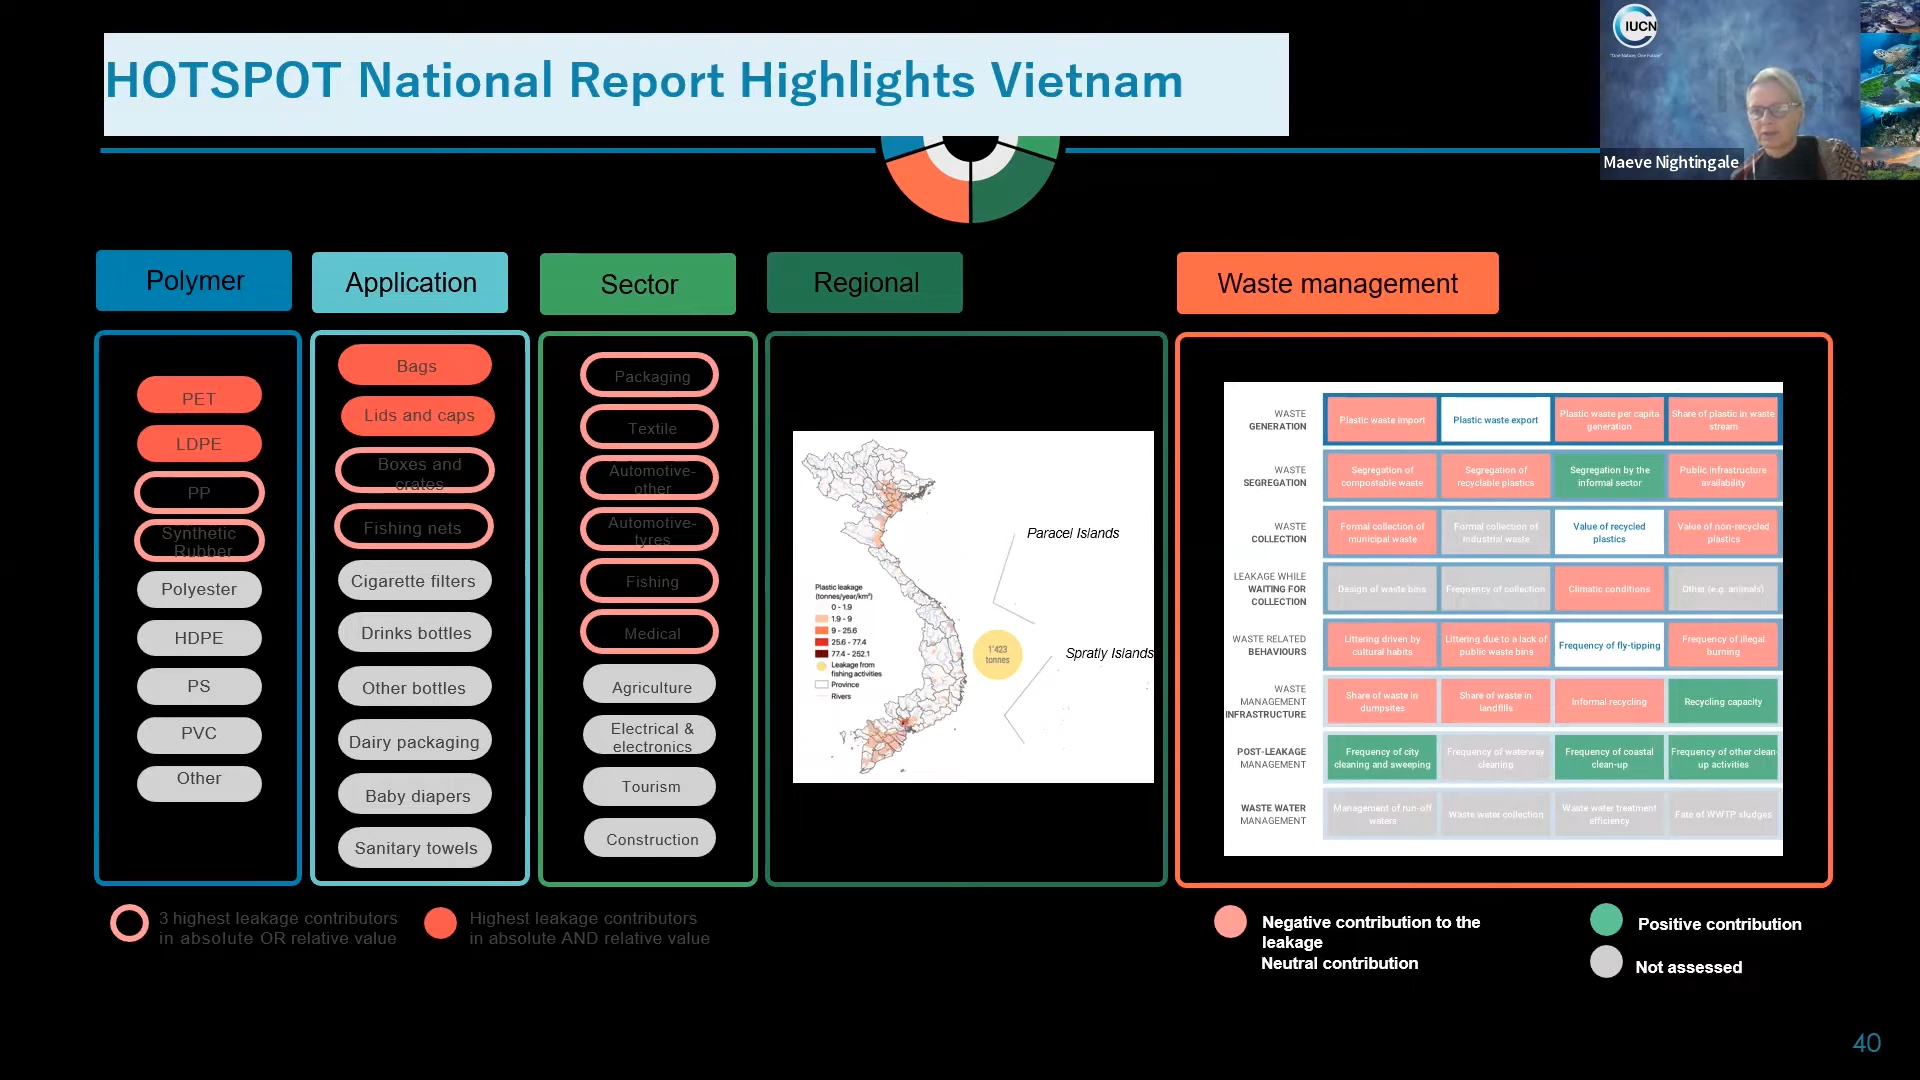 HOTSPOT National Report Highlights Vietnam
IUCN
Maeve Nightingale
Polymer
PET
LDPE
PP
Synthetic
Rubber
Polyester
HDPE
PS
PVC
Other
Application
Bags
Lids and caps
Boxes and
crates
Fishing nets
Cigarette filters
Drinks bottles
Other bottles
Dairy packaging
Baby diapers
Sanitary towels
Sector
Packaging
Textile
Automotive-
other
Automotive-
tyres
Fishing
Medical
Agriculture
Electrical &
electronics
Tourism
Construction
Regional
Paracel Islands
Spratly Islands
1'423
tonnes
Plastic leakage
(tonnes/year/km²)
0 - 1.9
1.9 - 9
9 - 25.6
25.6 - 77.4
77.4 - 252.1
Leakage from
fishing activities
Province
Rivers
Waste management
WASTE
GENERATION
Plastic waste import
Plastic waste export
Plastic waste per capita
generation
Share of plastic in waste
stream
WASTE
SEGREGATION
Segregation of
compostable waste
Segregation of
recyclable plastics
Segregation by the
informal sector
Public infrastructure
availability
WASTE
COLLECTION
Formal collection of
municipal waste
Formal collection of
industrial waste
Value of recycled
plastics
Value of non-recycled
plastics
LEAKAGE WHILE
WAITING FOR
COLLECTION
Design of waste bins
Frequency of collection
Climatic conditions
Other (e.g. animals')
WASTE RELATED
BEHAVIOURS
Littering driven by
cultural habits
Littering due to a lack of
public waste bins
Frequency of fly-tipping
Frequency of illegal
burning
WASTE
MANAGEMENT
INFRASTRUCTURE
Share of waste in
dumpsites
Share of waste in
landfills
Informal recycling
Recycling capacity
POST-LEAKAGE
MANAGEMENT
Frequency of city
cleaning and sweeping
Frequency of waterway
cleaning
Frequency of coastal
clean-up
Frequency of other clean-
up activities
WASTE WATER
MANAGEMENT
Management of run-off
waters
Waste water collection
Waste water treatment
efficiency
Fate of WWTP sludges
3 highest leakage contributors
in absolute OR relative value
Highest leakage contributors
in absolute AND relative value
Negative contribution to the
leakage
Neutral contribution
Positive contribution
Not assessed
40